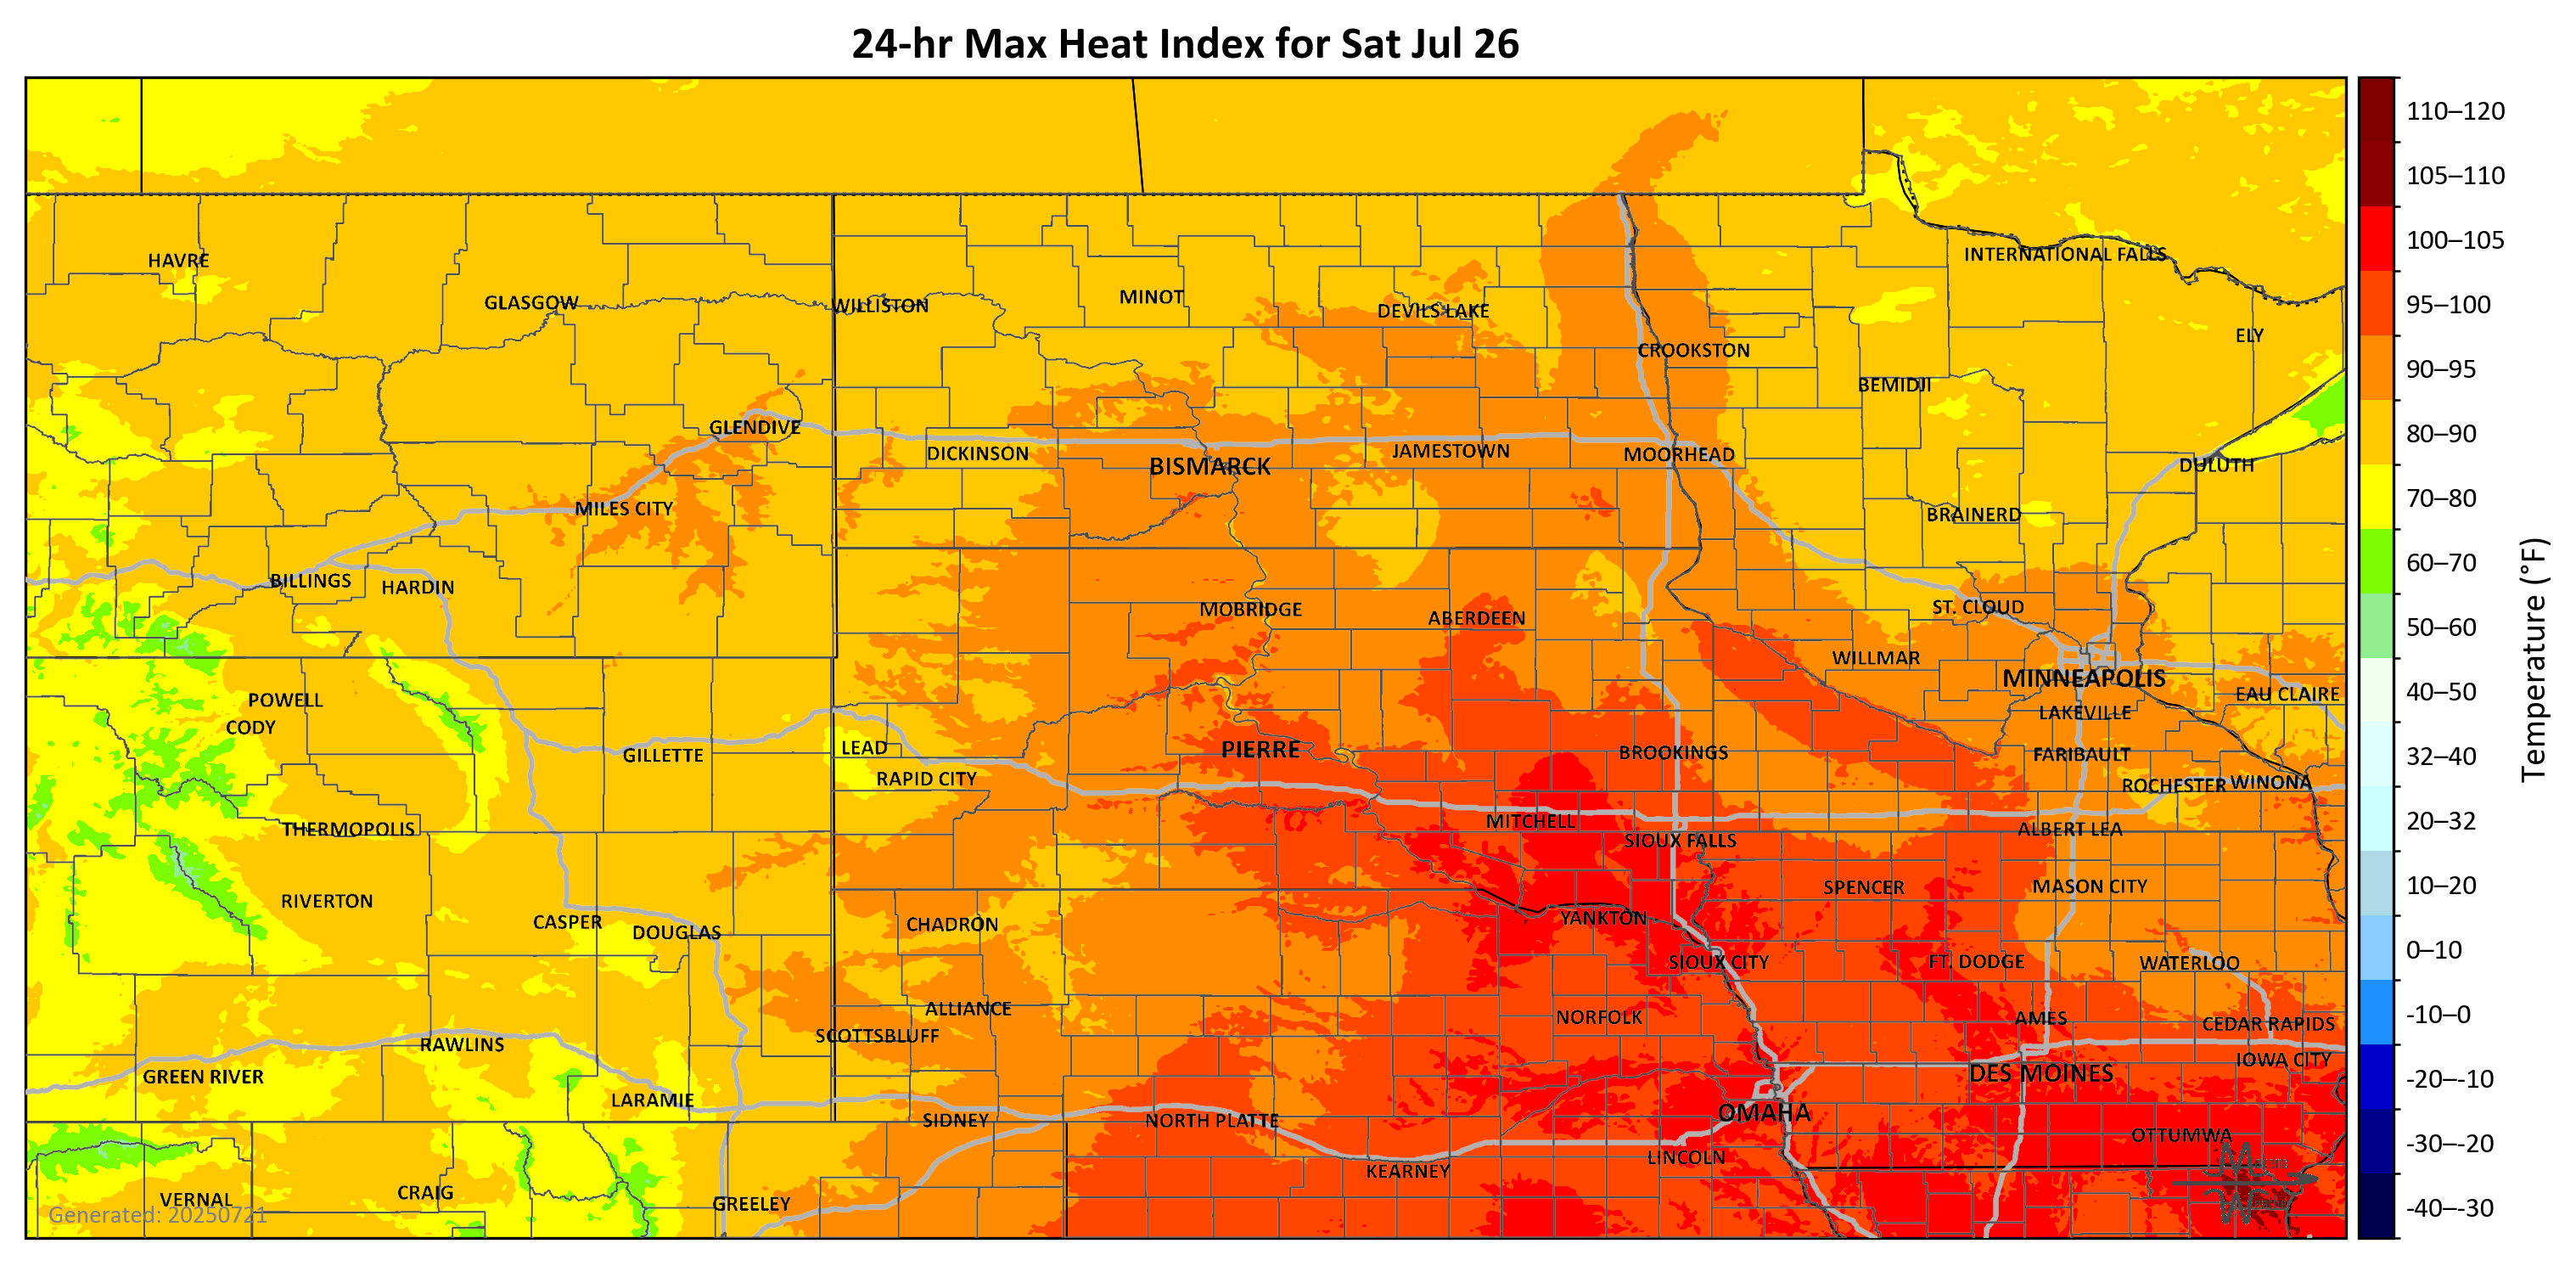 24-hr Max Heat Index for Sat Jul 26
HAVRE
GLASGOW
WILLISTON
MINOT
DEVILS LAKE
INTERNATIONAL FALLS
CROOKSTON
ELY
BEMIDJI
GLENDIVE
DICKINSON
BISMARCK
JAMESTOWN
MOORHEAD
DULUTH
MILES CITY
BRAINERD
BILLINGS
HARDIN
MOBRIDGE
ABERDEEN
ST. CLOUD
WILLMAR
MINNEAPOLIS
EAU CLAIRE
POWELL
CODY
LAKEVILLE
GILLETTE
LEAD
PIERRE
BROOKINGS
FARIBAULT
RAPID CITY
ROCHESTER
WINONA
THERMOPOLIS
MITCHELL
SIOUX FALLS
ALBERT LEA
RIVERTON
SPENCER
MASON CITY
CASPER
DOUGLAS
CHADRON
YANKTON
SIOUX CITY
FT. DODGE
WATERLOO
ALLIANCE
SCOTTSBLUFF
NORFOLK
AMES
CEDAR RAPIDS
RAWLINS
IOWA CITY
GREEN RIVER
DES MOINES
LARAMIE
SIDNEY
NORTH PLATTE
OMAHA
OTTUMWA
KEARNEY
LINCOLN
VERNAL
CRAIG
GREELEY
Generated: 20250721
110–120
105–110
100–105
95–100
90–95
80–90
70–80
60–70
50–60
40–50
32–40
20–32
10–20
0–10
-10–0
-20–-10
-30–-20
-40–-30
Temperature (°F)